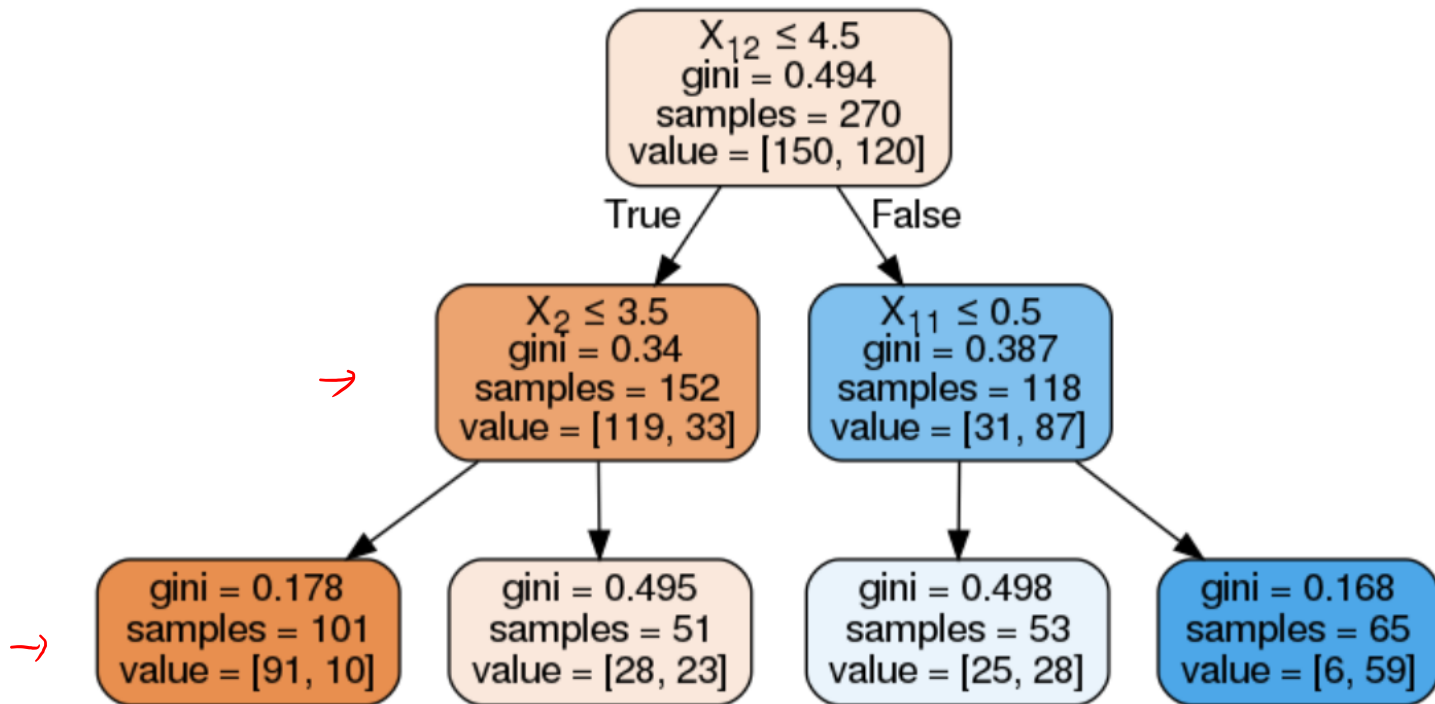 X₁₂ ≤ 4.5
gini = 0.494
samples = 270
value = [150, 120]
True
False
X₂ ≤ 3.5
gini = 0.34
samples = 152
value = [119, 33]
X₁₁ ≤ 0.5
gini = 0.387
samples = 118
value = [31, 87]
gini = 0.178
samples = 101
value = [91, 10]
gini = 0.495
samples = 51
value = [28, 23]
gini = 0.498
samples = 53
value = [25, 28]
gini = 0.168
samples = 65
value = [6, 59]